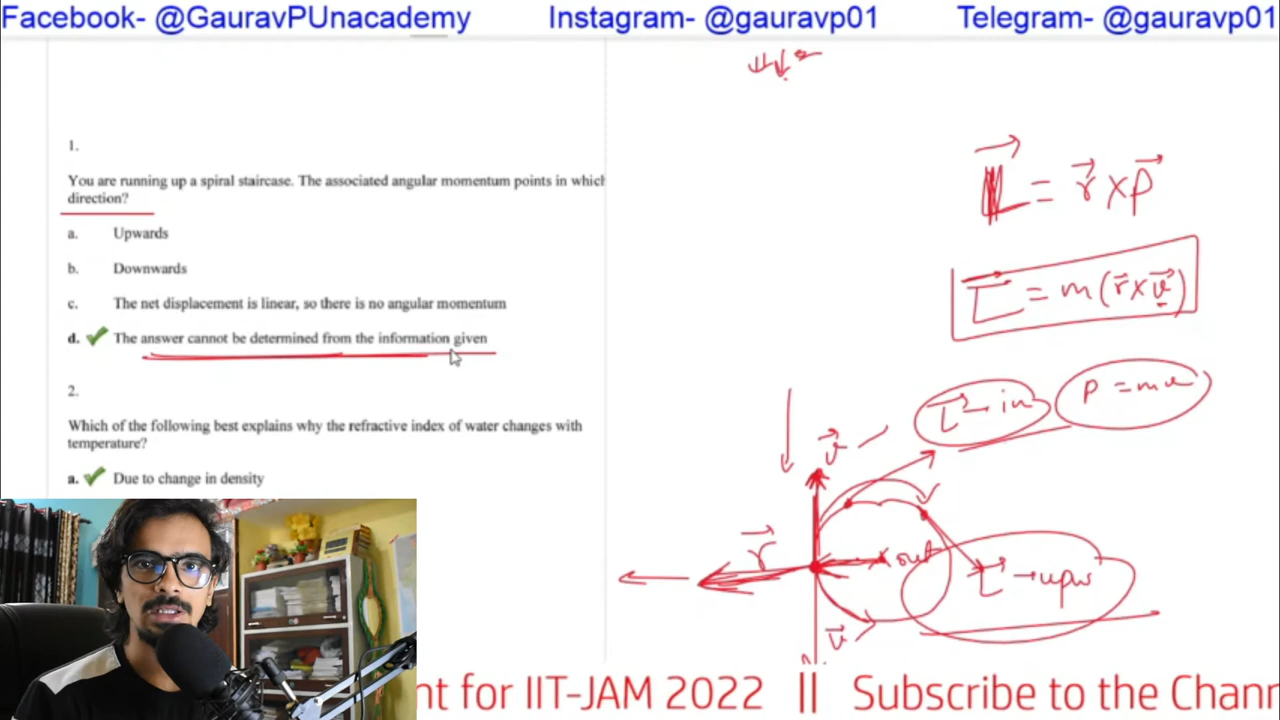 Facebook- @GauravPUnacademy Instagram- @gauravp01 Telegram- @gauravp01
1.
You are running up a spiral staircase. The associated angular momentum points in which
direction?
a. Upwards
b. Downwards
c. The net displacement is linear, so there is no angular momentum
d. The answer cannot be determined from the information given
2.
Which of the following best explains why the refractive index of water changes with
temperature?
a. Due to change in density
L = r × p
L = m(r × v)
L → in
p = mv
v
r
out
L → upw
v
nt for IIT-JAM 2022 || Subscribe to the Chann